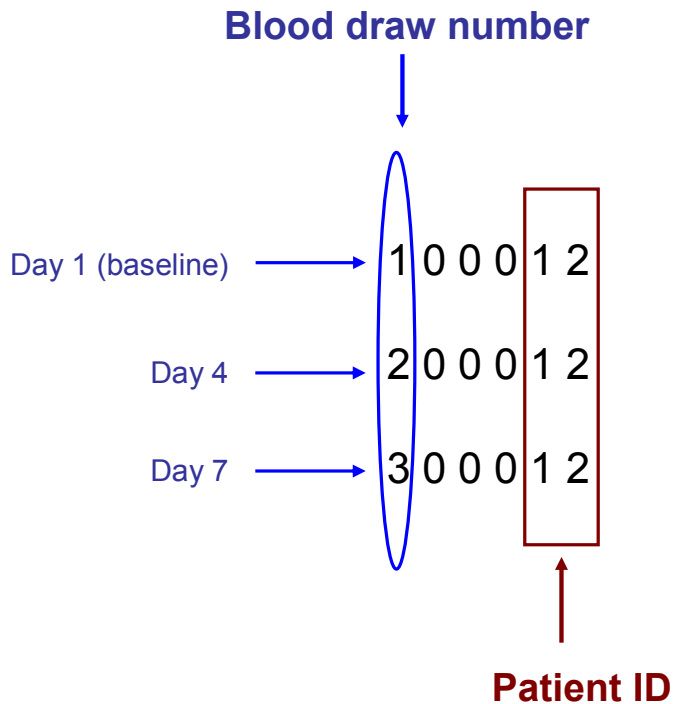 Blood draw number
Day 1 (baseline) 1 0 0 0 1 2
Day 4 2 0 0 0 1 2
Day 7 3 0 0 0 1 2
Patient ID